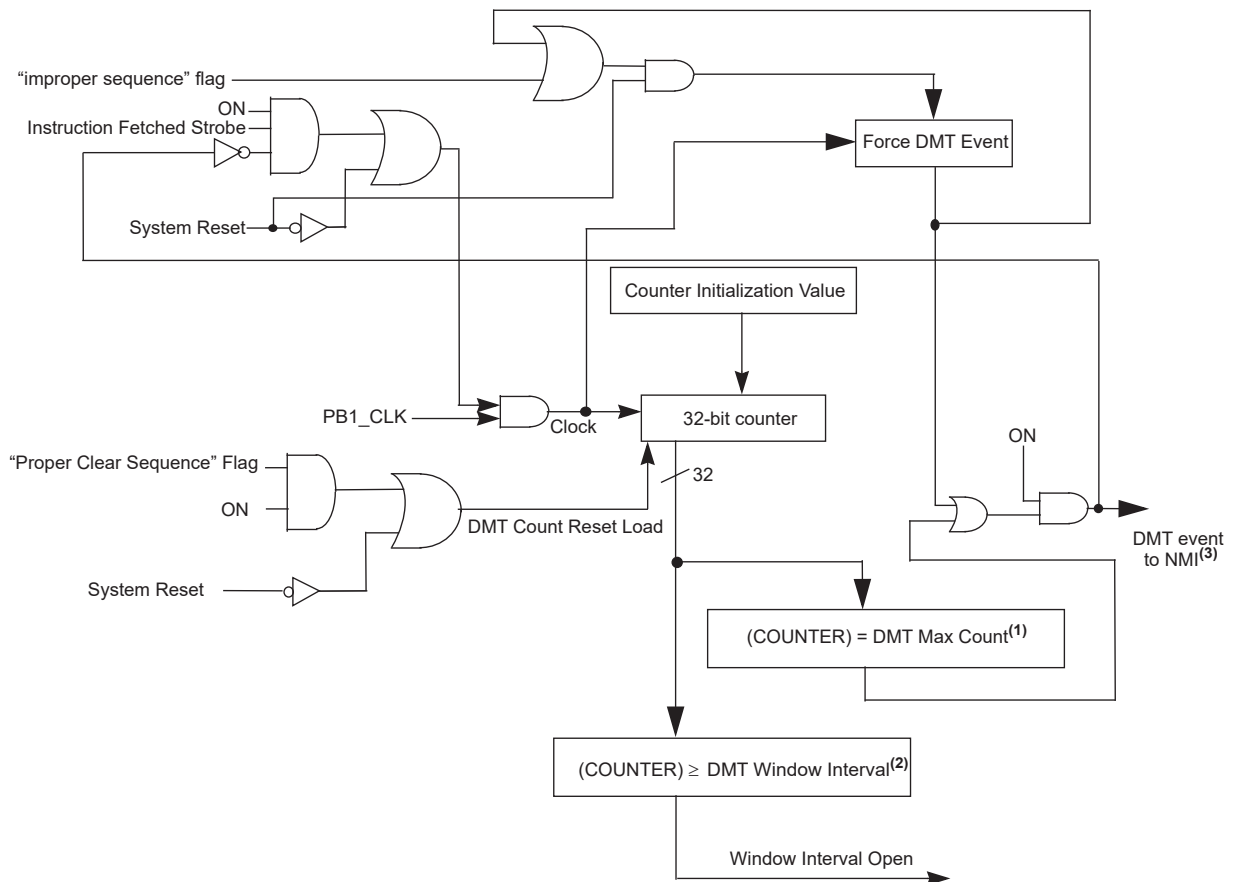 “improper sequence” flag
ON
Instruction Fetched Strobe
Force DMT Event
System Reset
Counter Initialization Value
PB1_CLK
Clock
32-bit counter
ON
“Proper Clear Sequence” Flag
32
ON
DMT Count Reset Load
DMT event
to NMI(3)
System Reset
(COUNTER) = DMT Max Count(1)
(COUNTER) ≥ DMT Window Interval(2)
Window Interval Open